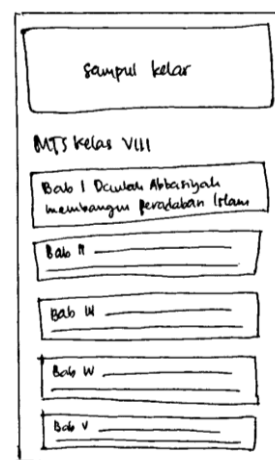 Sampul kelas
MTS Kelas VIII
Bab I Daulah Abbasiyah
membangun peradaban Islam
Bab II
Bab III
Bab IV
Bab V